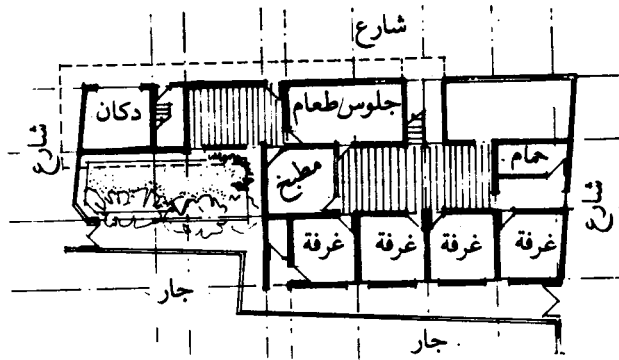 شارع
جلوس طعام
دكان
شارع
حمام
مطبخ
شارع
غرفة
غرفة
غرفة
غرفة
جار
جار